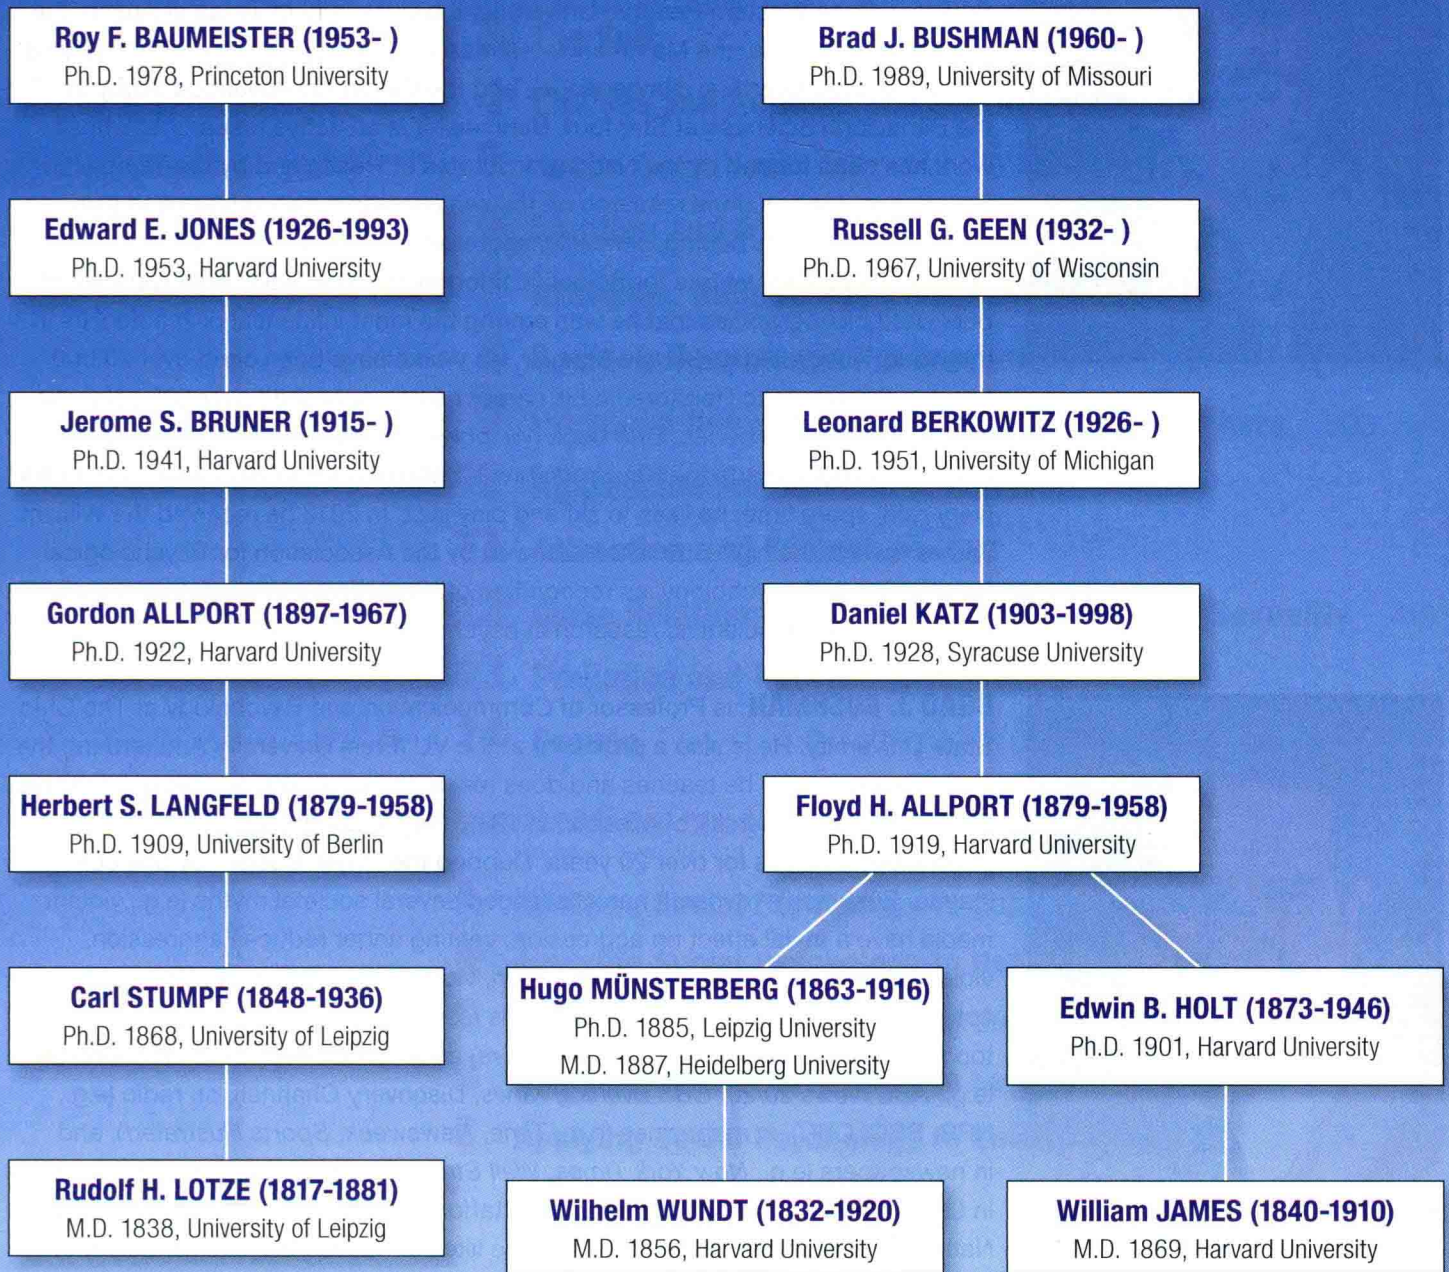 Roy F. BAUMEISTER (1953- )
Ph.D. 1978, Princeton University
Edward E. JONES (1926-1993)
Ph.D. 1953, Harvard University
Jerome S. BRUNER (1915- )
Ph.D. 1941, Harvard University
Gordon ALLPORT (1897-1967)
Ph.D. 1922, Harvard University
Herbert S. LANGFELD (1879-1958)
Ph.D. 1909, University of Berlin
Carl STUMPF (1848-1936)
Ph.D. 1868, University of Leipzig
Rudolf H. LOTZE (1817-1881)
M.D. 1838, University of Leipzig
Brad J. BUSHMAN (1960- )
Ph.D. 1989, University of Missouri
Russell G. GEEN (1932- )
Ph.D. 1967, University of Wisconsin
Leonard BERKOWITZ (1926- )
Ph.D. 1951, University of Michigan
Daniel KATZ (1903-1998)
Ph.D. 1928, Syracuse University
Floyd H. ALLPORT (1879-1958)
Ph.D. 1919, Harvard University
Hugo MÜNSTERBERG (1863-1916)
Ph.D. 1885, Leipzig University
M.D. 1887, Heidelberg University
Wilhelm WUNDT (1832-1920)
M.D. 1856, Harvard University
Edwin B. HOLT (1873-1946)
Ph.D. 1901, Harvard University
William JAMES (1840-1910)
M.D. 1869, Harvard University